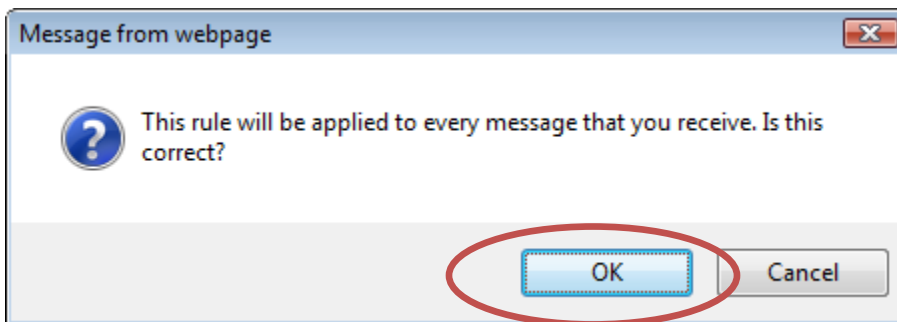 Message from webpage
This rule will be applied to every message that you receive. Is this
correct?
OK
Cancel